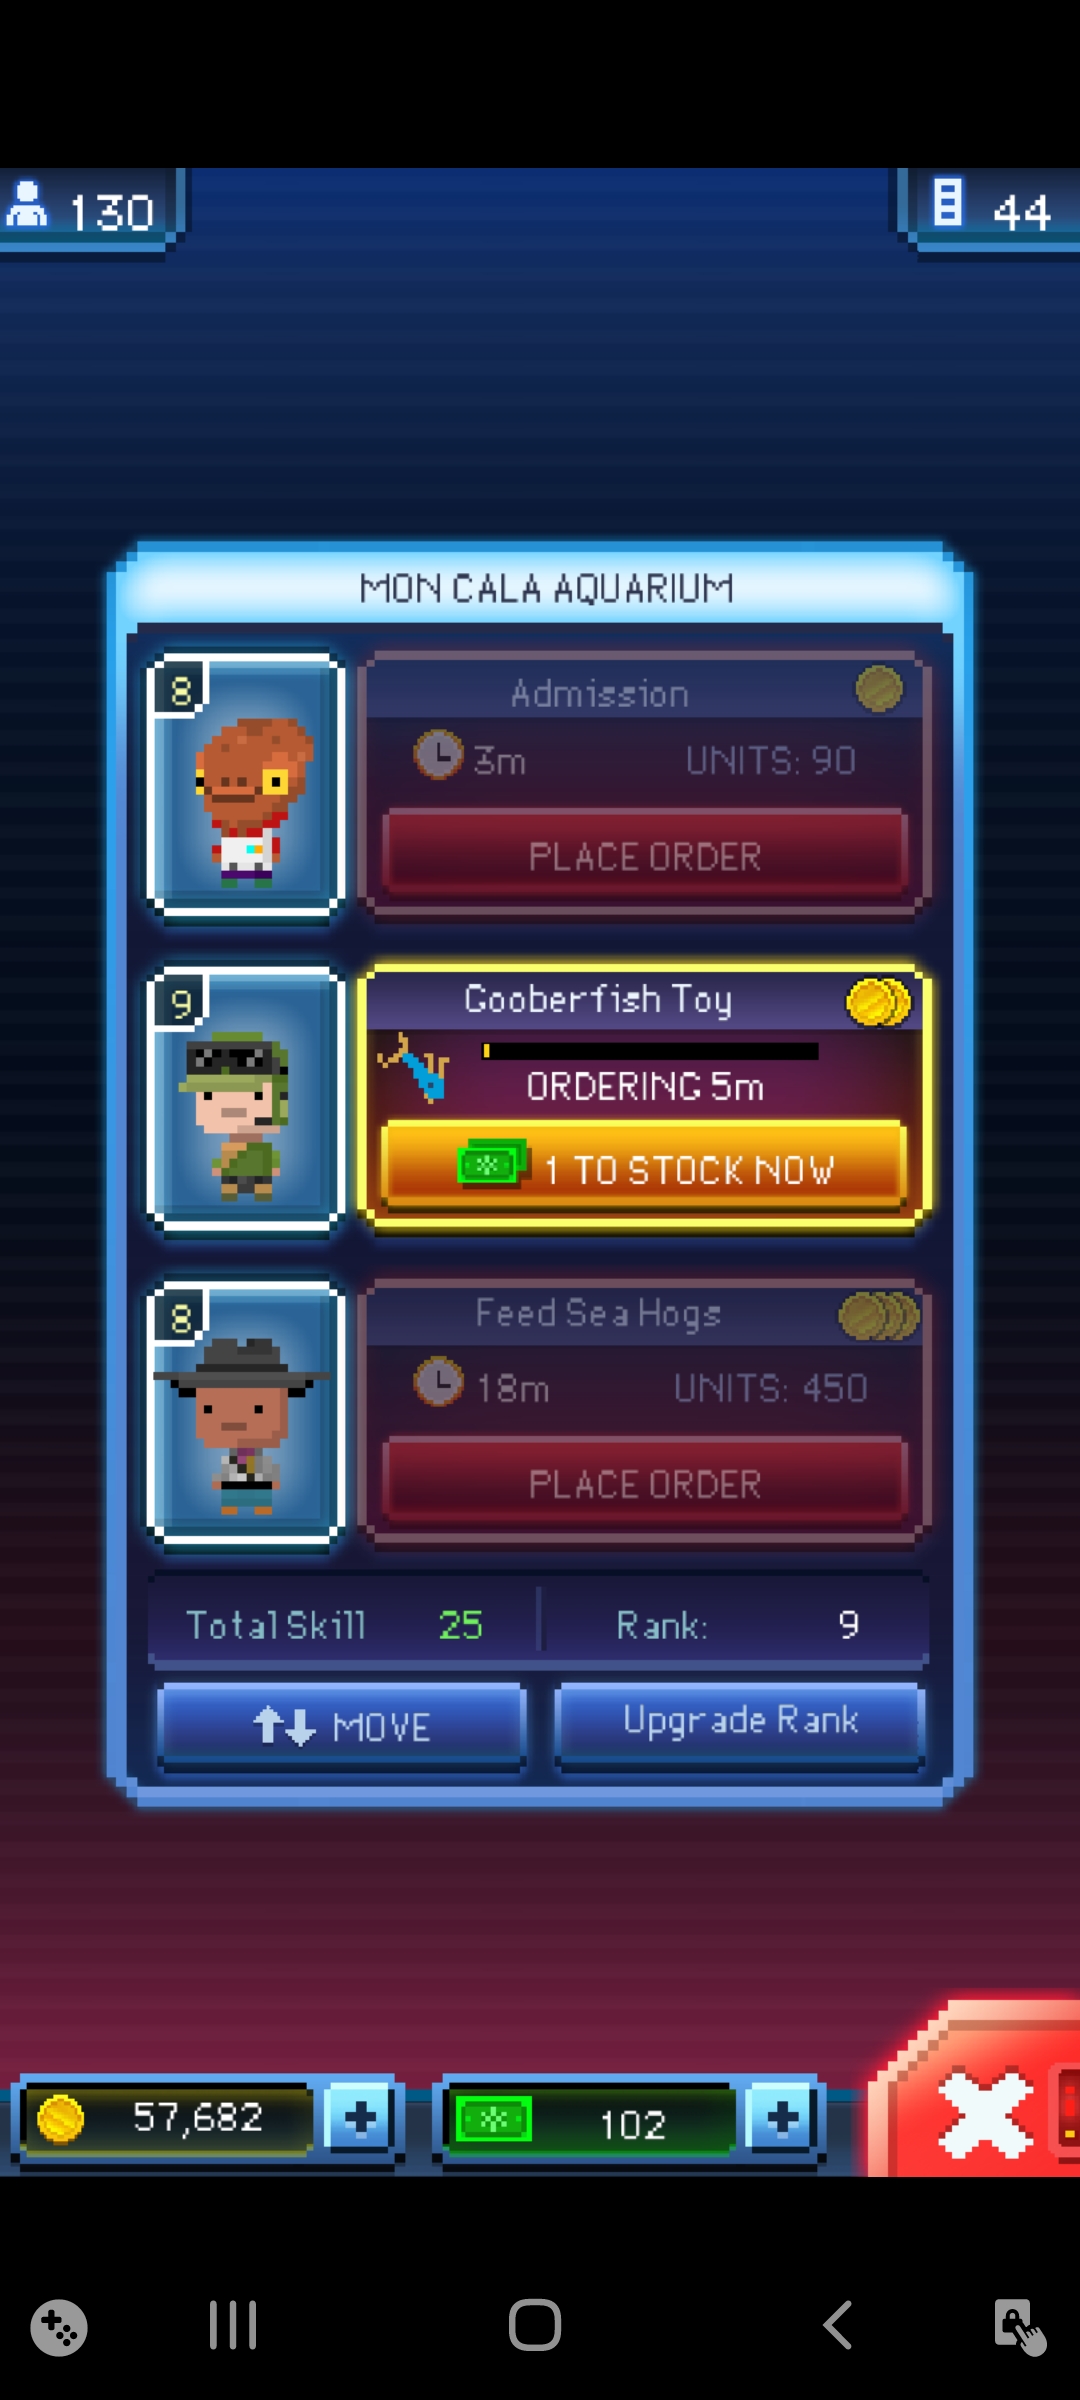 130
44
MON CALA AQUARIUM
8
Admission
3m UNITS: 90
PLACE ORDER
9
Gooberfish Toy
ORDERING 5m
1 TO STOCK NOW
8
Feed Sea Hogs
18m UNITS: 450
PLACE ORDER
Total Skill 25 Rank: 9
MOVE Upgrade Rank
57,682 + 102 +